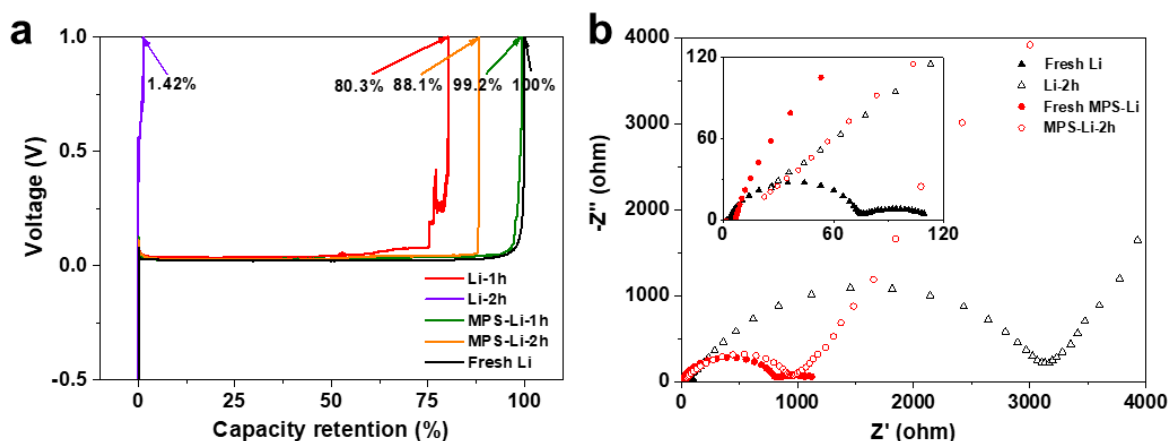 a
1.0
0.5
0.0
-0.5
Voltage (V)
1.42%
80.3%
88.1%
99.2%
100%
Li-1h
Li-2h
MPS-Li-1h
MPS-Li-2h
Fresh Li
0
25
50
75
100
Capacity retention (%)
b
4000
3000
2000
1000
0
-Z'' (ohm)
120
60
0
0
60
120
Fresh Li
Li-2h
Fresh MPS-Li
MPS-Li-2h
0
1000
2000
3000
4000
Z' (ohm)